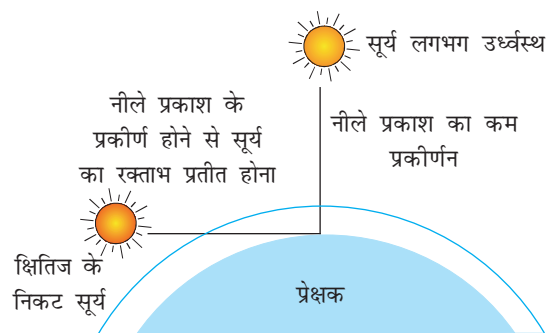 सूर्य लगभग उर्ध्वस्थ
नीले प्रकाश के
प्रकीर्ण होने से सूर्य
का रक्ताभ प्रतीत होना
नीले प्रकाश का कम
प्रकीर्णन
क्षितिज के
निकट सूर्य
प्रेक्षक